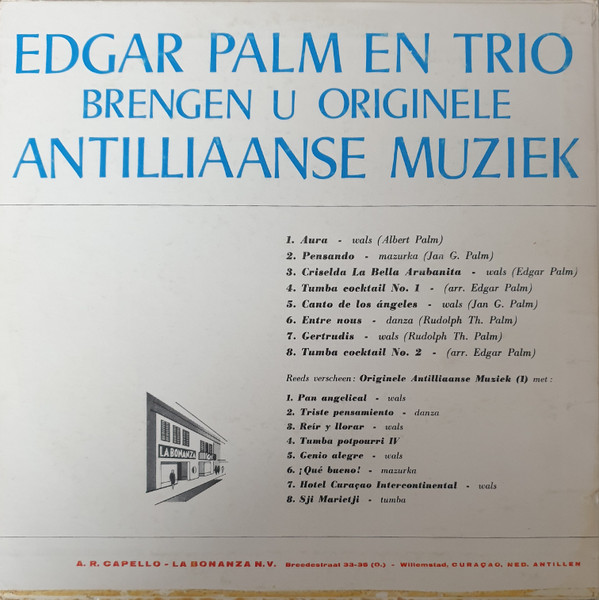 EDGAR PALM EN TRIO
BRENGEN U ORIGINELE
ANTILLIAANSE MUZIEK
1. Aura - wals (Albert Palm)
2. Pensando - mazurka (Jan G. Palm)
3. Criselda La Bella Arubanita - wals (Edgar Palm)
4. Tumba cocktail No. 1 - (arr. Edgar Palm)
5. Canto de los ángeles - wals (Jan G. Palm)
6. Entre nous - danza (Rudolph Th. Palm)
7. Gertrudis - wals (Rudolph Th. Palm)
8. Tumba cocktail No. 2 - (arr. Edgar Palm)
Reeds verscheen: Originele Antilliaanse Muziek (1) met:
1. Pan angelical - wals
2. Triste pensamiento - danza
3. Reír y llorar - wals
4. Tumba potpourri IV
5. Genio alegre - wals
6. ¡Qué bueno! - mazurka
7. Hotel Curaçao Intercontinental - wals
8. Sji Marietji - tumba
LA BONANZA
A. R. CAPELLO - LA BONANZA N.V. Breedestraat 33-36 (O.) - Willemstad, CURAÇAO, NED. ANTILLEN